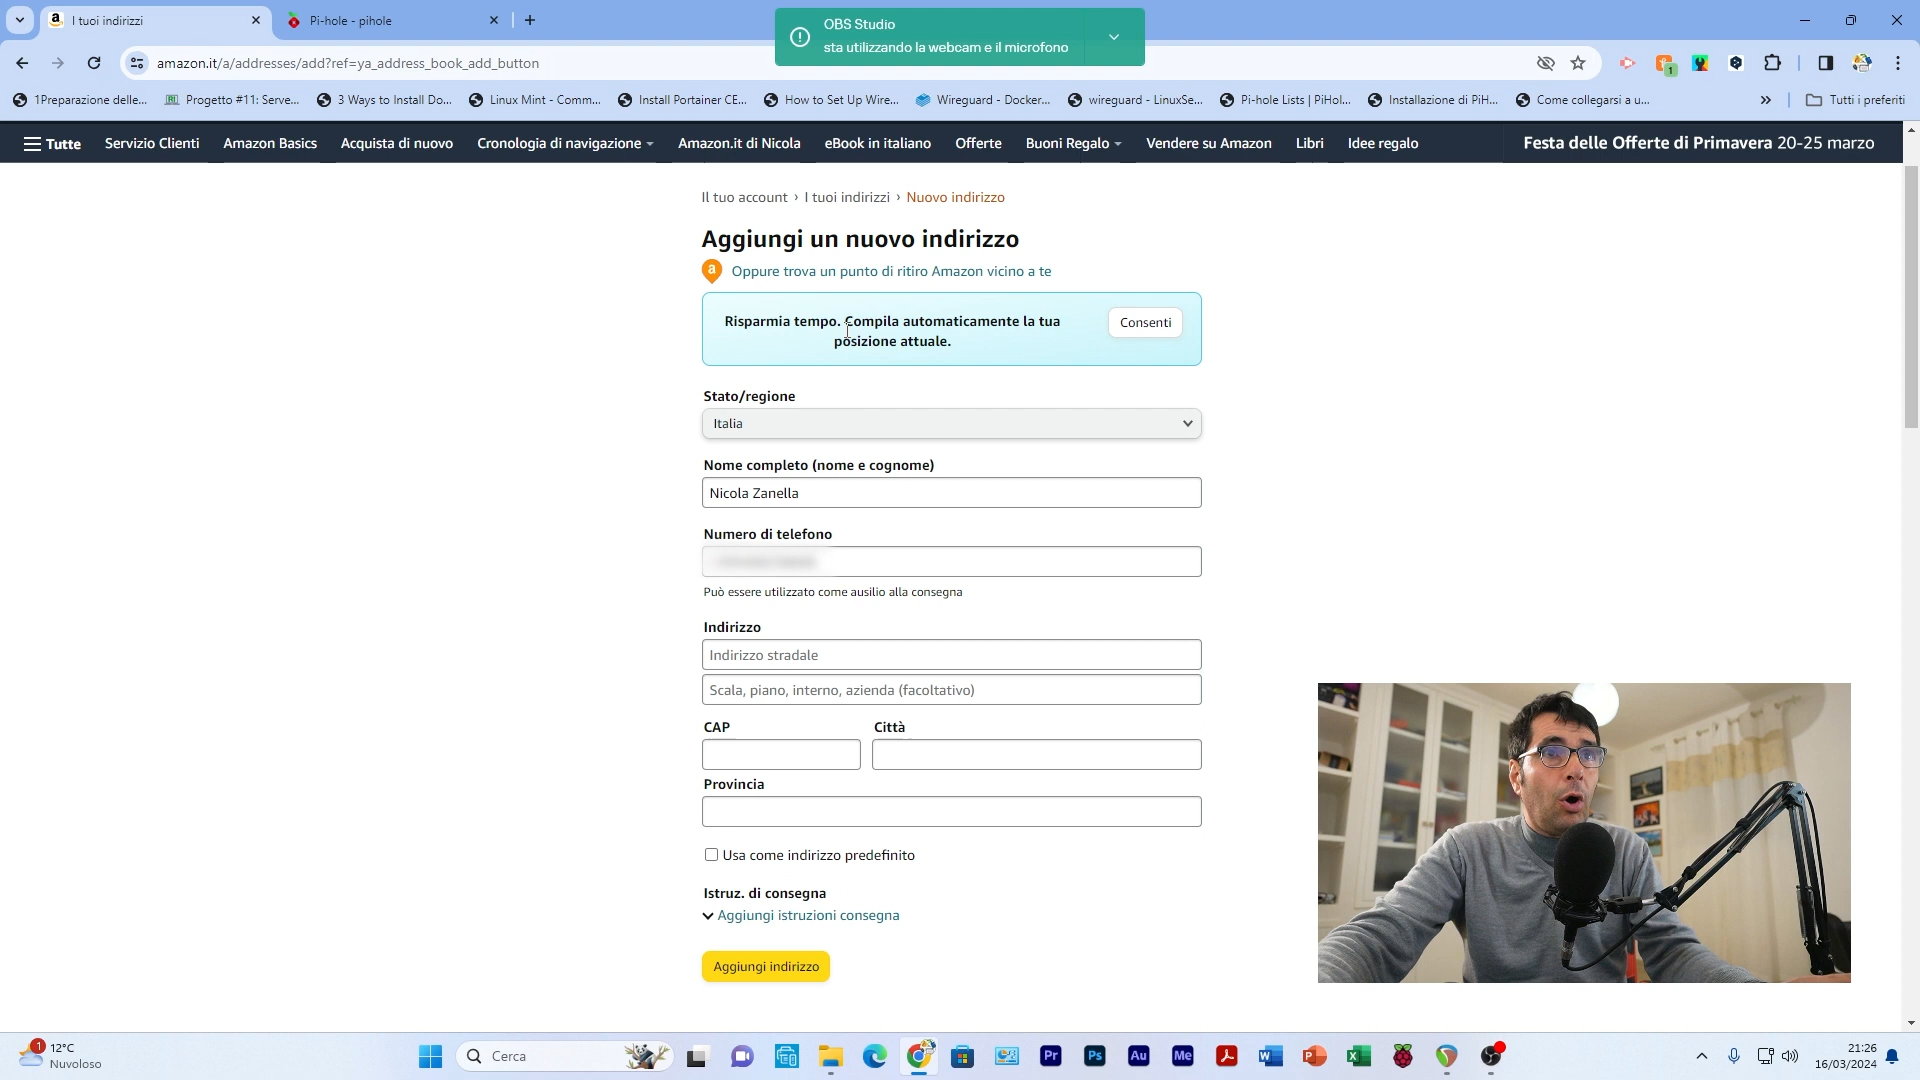 I tuoi indirizzi
Pi-hole - pihole
OBS Studio
sta utilizzando la webcam e il microfono
amazon.it/a/addresses/add?ref=ya_address_book_add_button
1
1Preparazione delle...
Progetto #11: Serve...
3 Ways to Install Do...
Linux Mint - Comm...
Install Portainer CE...
How to Set Up Wire...
Wireguard - Docker...
wireguard - LinuxSe...
Pi-hole Lists | PiHol...
Installazione di PiH...
Come collegarsi a u...
Tutti i preferiti
Tutte
Servizio Clienti
Amazon Basics
Acquista di nuovo
Cronologia di navigazione
Amazon.it di Nicola
eBook in italiano
Offerte
Buoni Regalo
Vendere su Amazon
Libri
Idee regalo
Festa delle Offerte di Primavera 20-25 marzo
Il tuo account › I tuoi indirizzi › Nuovo indirizzo
Aggiungi un nuovo indirizzo
Oppure trova un punto di ritiro Amazon vicino a te
Risparmia tempo. Compila automaticamente la tua
posizione attuale.
Consenti
Stato/regione
Italia
Nome completo (nome e cognome)
Nicola Zanella
Numero di telefono
Può essere utilizzato come ausilio alla consegna
Indirizzo
Indirizzo stradale
Scala, piano, interno, azienda (facoltativo)
CAP
Città
Provincia
Usa come indirizzo predefinito
Istruz. di consegna
Aggiungi istruzioni consegna
Aggiungi indirizzo
1
12°C
Nuvoloso
Cerca
Pr
Ps
Au
Me
21:26
16/03/2024